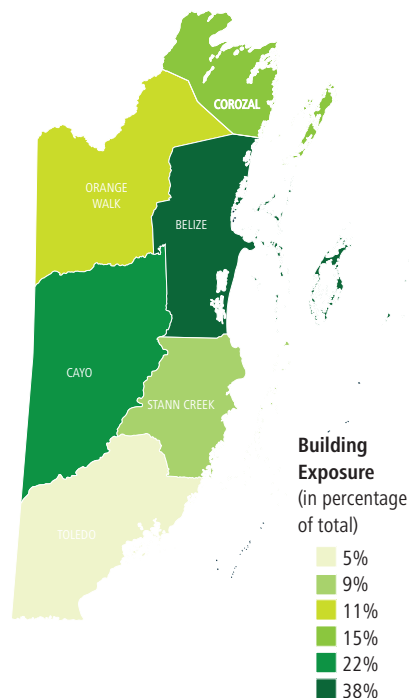 COROZAL
ORANGE
WALK
BELIZE
CAYO
STANN CREEK
TOLEDO
Building
Exposure
(in percentage
of total)
5%
9%
11%
15%
22%
38%